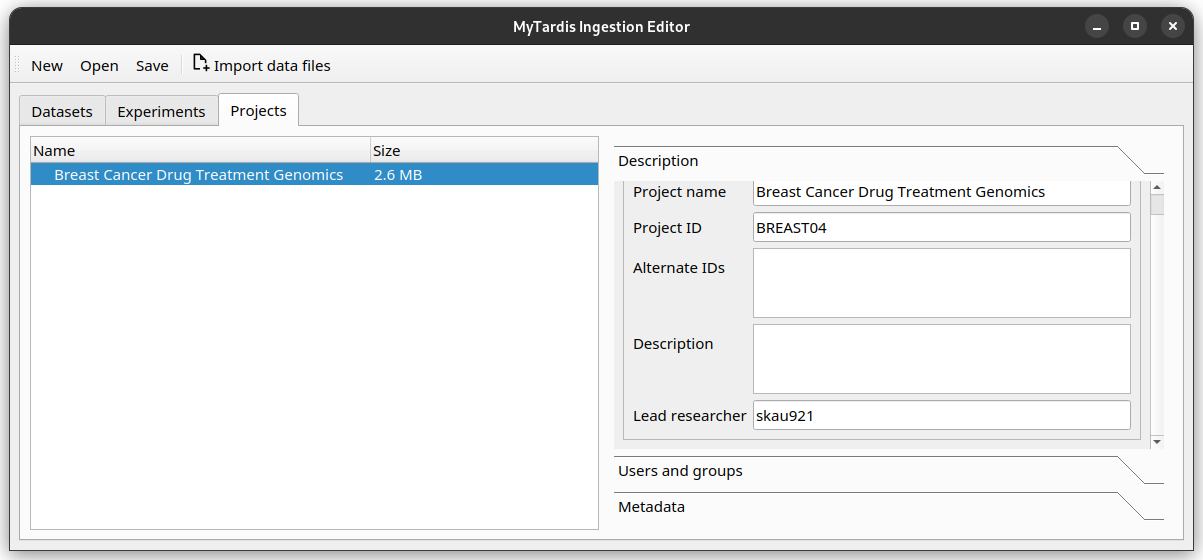 MyTardis Ingestion Editor
New Open Save Import data files
Datasets Experiments Projects
Name Size
Breast Cancer Drug Treatment Genomics 2.6 MB
Description
Project name Breast Cancer Drug Treatment Genomics
Project ID BREAST04
Alternate IDs
Description
Lead researcher skau921
Users and groups
Metadata